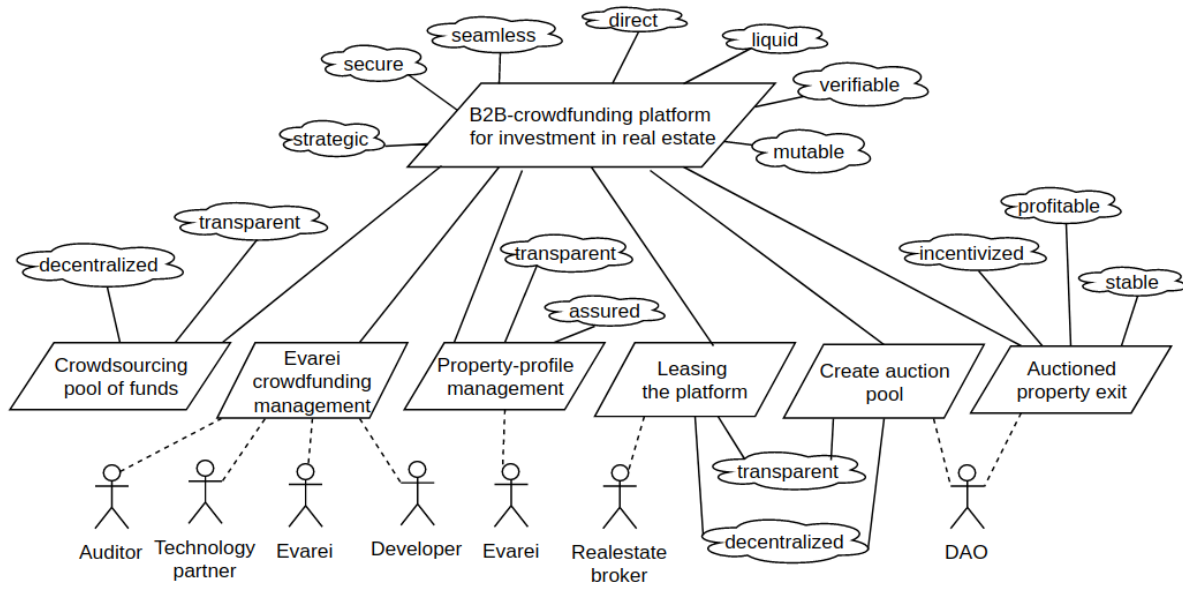 seamless
direct
liquid
secure
verifiable
B2B-crowdfunding platform
for investment in real estate
strategic
mutable
transparent
decentralized
profitable
transparent
incentivized
stable
assured
Crowdsourcing
pool of funds
Evarei
crowdfunding
management
Property-profile
management
Leasing
the platform
Create auction
pool
Auctioned
property exit
transparent
decentralized
Auditor
Technology
partner
Evarei
Developer
Evarei
Realestate
broker
DAO